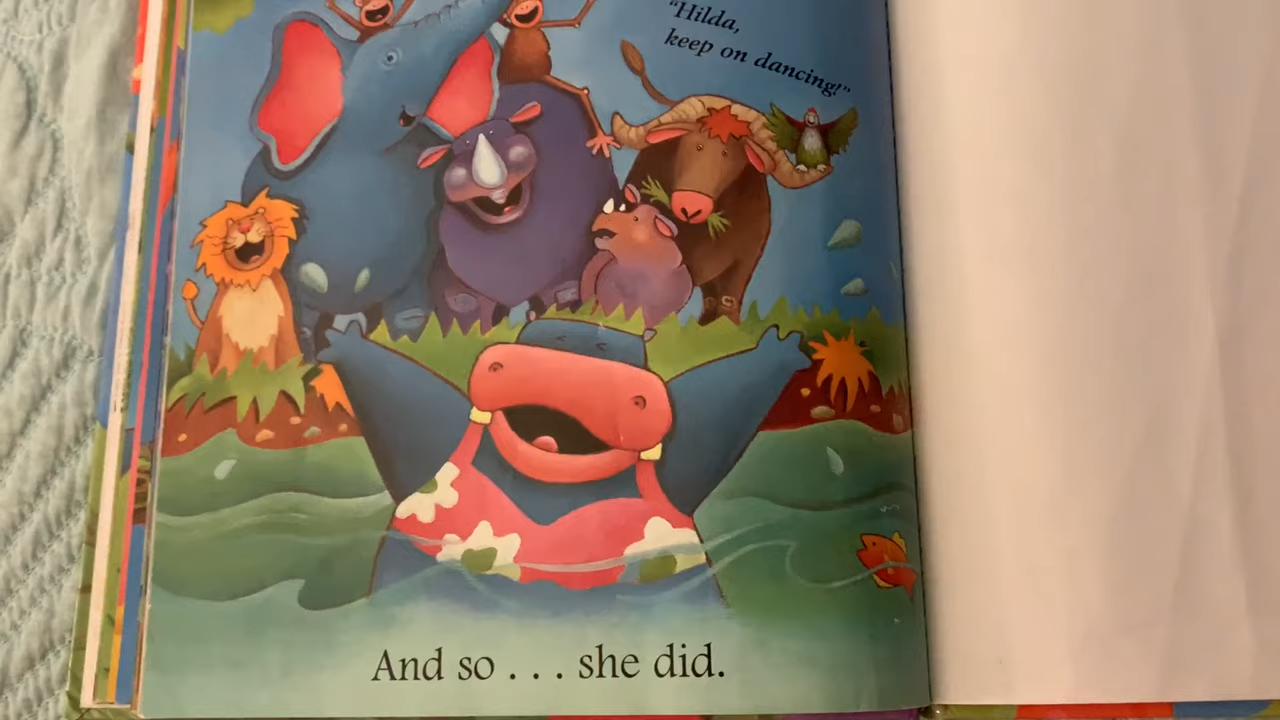 "Hilda,
keep on dancing!"
And so . . . she did.